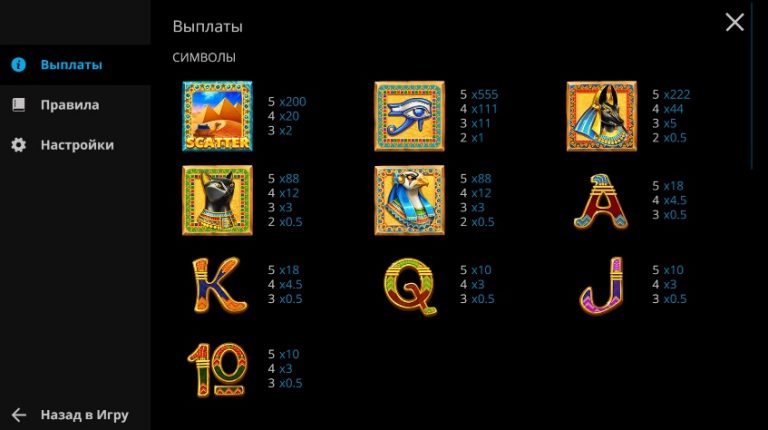 Выплаты
СИМВОЛЫ
Выплаты
Правила
Настройки
SCATTER
5 x200
4 x20
3 x2
5 x555
4 x111
3 x11
2 x1
5 x222
4 x44
3 x5
2 x0.5
5 x88
4 x12
3 x3
2 x0.5
5 x88
4 x12
3 x3
2 x0.5
A
5 x18
4 x4.5
3 x0.5
K
5 x18
4 x4.5
3 x0.5
Q
5 x10
4 x3
3 x0.5
J
5 x10
4 x3
3 x0.5
10
5 x10
4 x3
3 x0.5
Назад в Игру